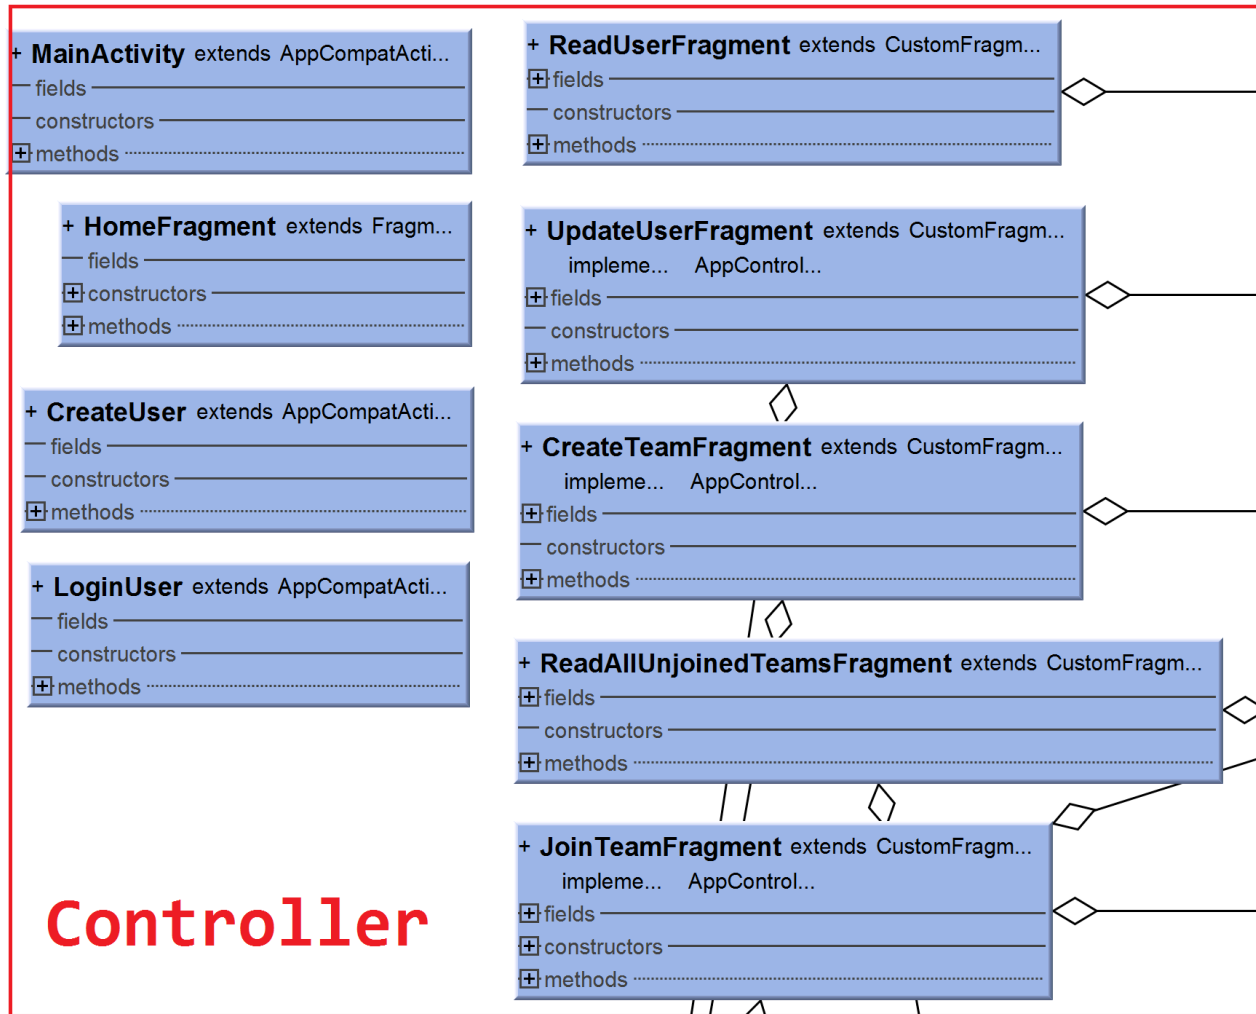 + MainActivity extends AppCompatActi...
fields
constructors
+ methods
+ HomeFragment extends Fragm...
fields
+ constructors
+ methods
+ CreateUser extends AppCompatActi...
fields
constructors
+ methods
+ LoginUser extends AppCompatActi...
fields
constructors
+ methods
Controller
+ ReadUserFragment extends CustomFragm...
+ fields
constructors
+ methods
+ UpdateUserFragment extends CustomFragm...
impleme... AppControl...
+ fields
constructors
+ methods
+ CreateTeamFragment extends CustomFragm...
impleme... AppControl...
+ fields
constructors
+ methods
+ ReadAllUnjoinedTeamsFragment extends CustomFragm...
+ fields
constructors
+ methods
+ JoinTeamFragment extends CustomFragm...
impleme... AppControl...
+ fields
+ constructors
+ methods